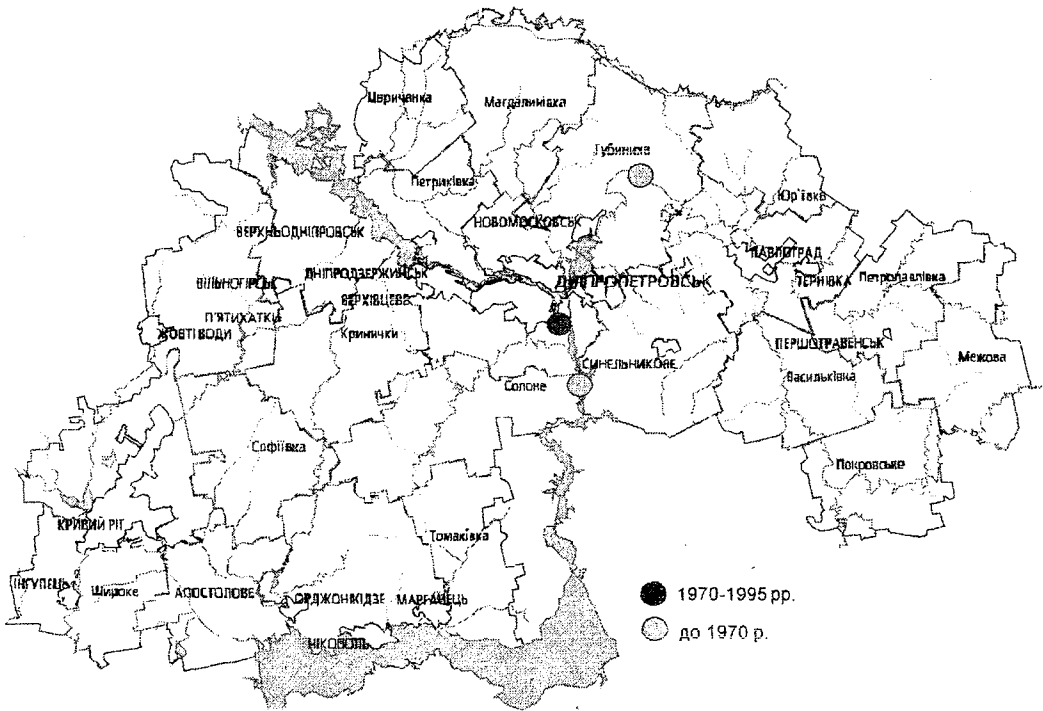 Царичанка
Магдалинівка
Губиниха
Петриківка
Юр'ївка
НОВОМОСКОВСЬК
ВЕРХНЬОДНІПРОВСЬК
ПАВЛОГРАД
ДНІПРОДЗЕРЖИНСЬК
ДНІПРОПЕТРОВСЬК
ТЕРНІВКА
Петропавлівка
ВІЛЬНОГІРСЬК
ВЕРХІВЦЕВЕ
П'ЯТИХАТКИ
ЖОВТІ ВОДИ
Кринички
ПЕРШОТРАВЕНСЬК
Межова
СИНЕЛЬНИКОВЕ
Васильківка
Солоне
Софіївка
Покровське
КРИВИЙ РІГ
Томаківка
ІНГУЛЕЦЬ
Широке
АПОСТОЛОВЕ
ОРДЖОНІКІДЗЕ
МАРГАНЕЦЬ
НІКОПОЛЬ
1970-1995 рр.
до 1970 р.